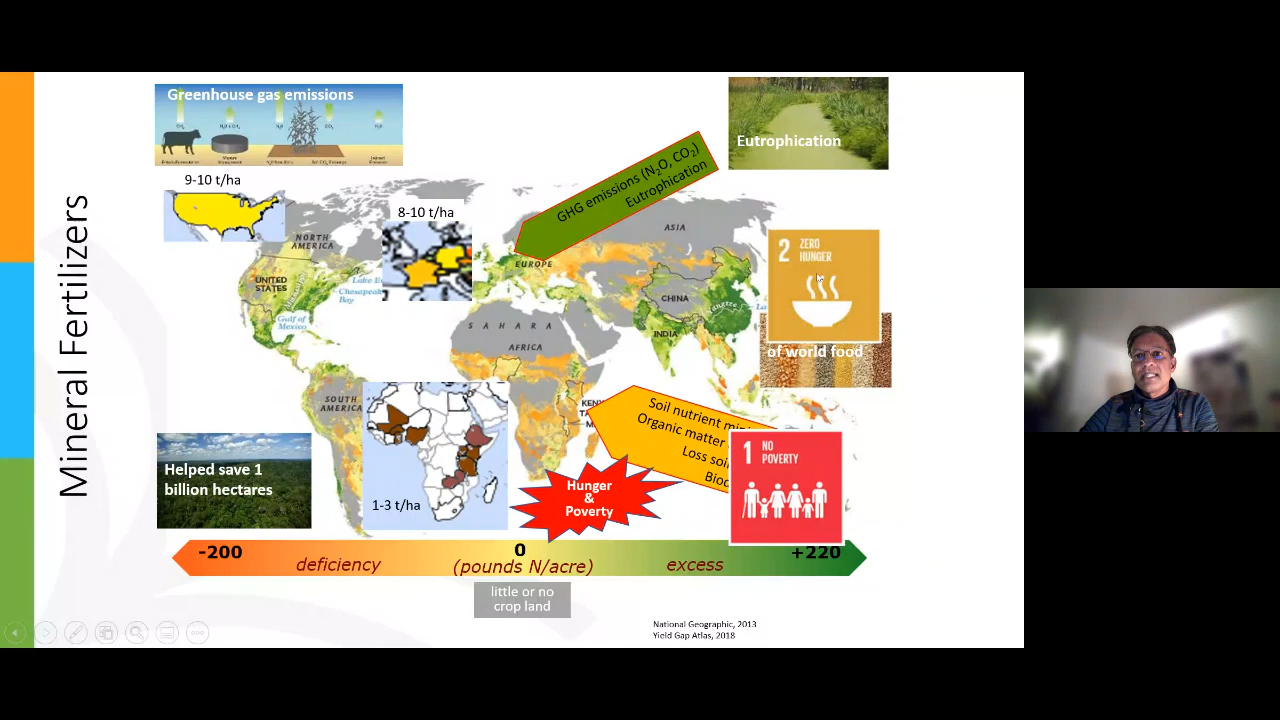 Mineral Fertilizers
Greenhouse gas emissions
9-10 t/ha
8-10 t/ha
GHG emissions (N₂O, CO₂)
Eutrophication
Eutrophication
NORTH
AMERICA
UNITED
STATES
Lake E
Chesapeake
Bay
Gulf of
Mexico
EUROPE
ASIA
CHINA
INDIA
SAHARA
AFRICA
SOUTH
AMERICA
KEN
2 ZERO
HUNGER
of world food
Soil nutrient mi
Organic matter
Loss soi
Biod
1 NO
POVERTY
Helped save 1
billion hectares
1-3 t/ha
Hunger
&
Poverty
-200 0 +220
deficiency (pounds N/acre) excess
little or no
crop land
National Geographic, 2013
Yield Gap Atlas, 2018